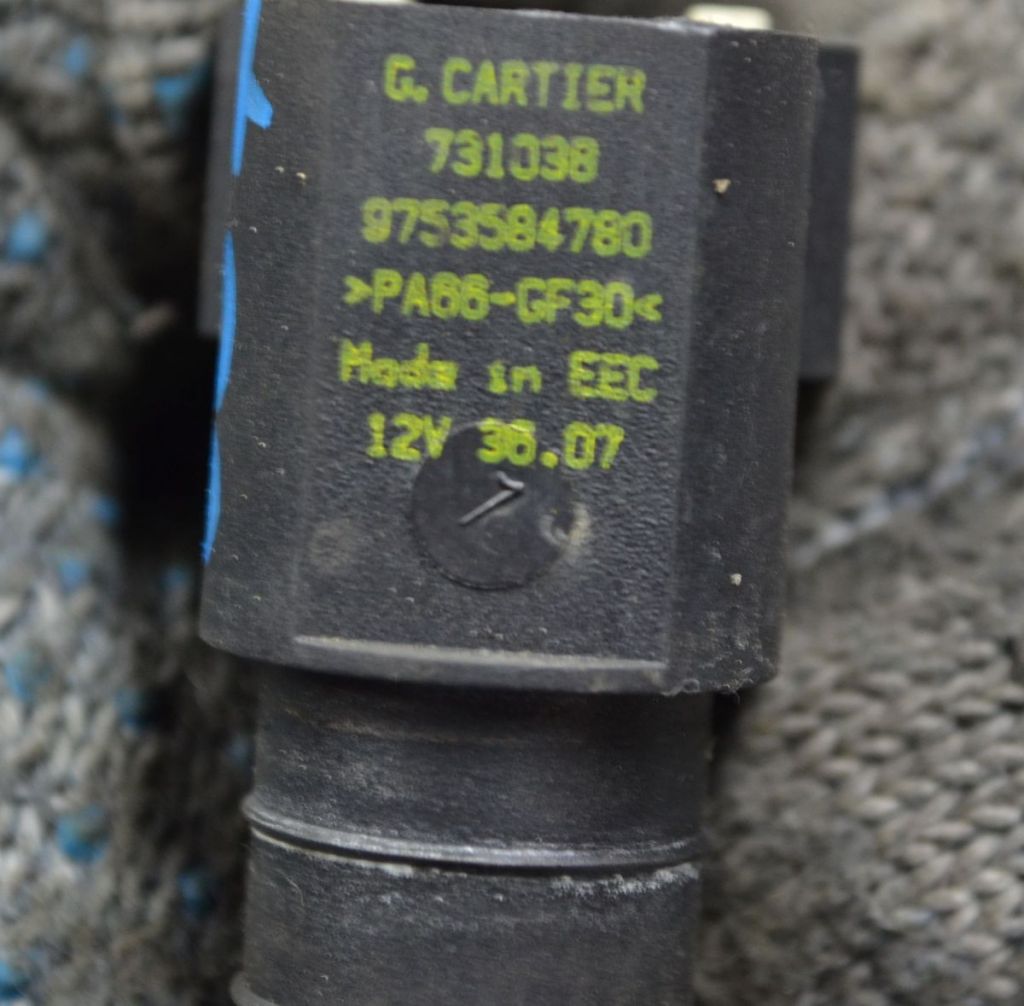 G. CARTIER
731038
9753584780
>PA66-GF30<
Made in EEC
12V 36.07